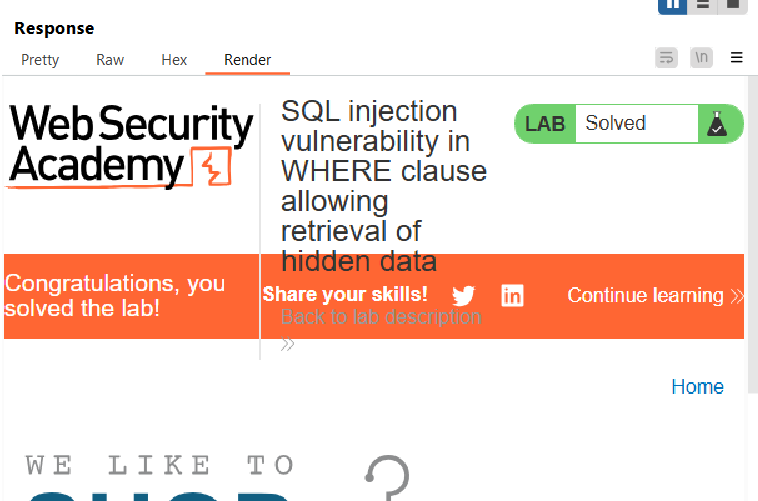 Response
Pretty Raw Hex Render
\n
Web Security
Academy
SQL injection
vulnerability in
WHERE clause
allowing
retrieval of
hidden data
LAB Solved
Congratulations, you
solved the lab!
Share your skills!
Continue learning
Back to lab description
Home
WE LIKE TO
SHOP